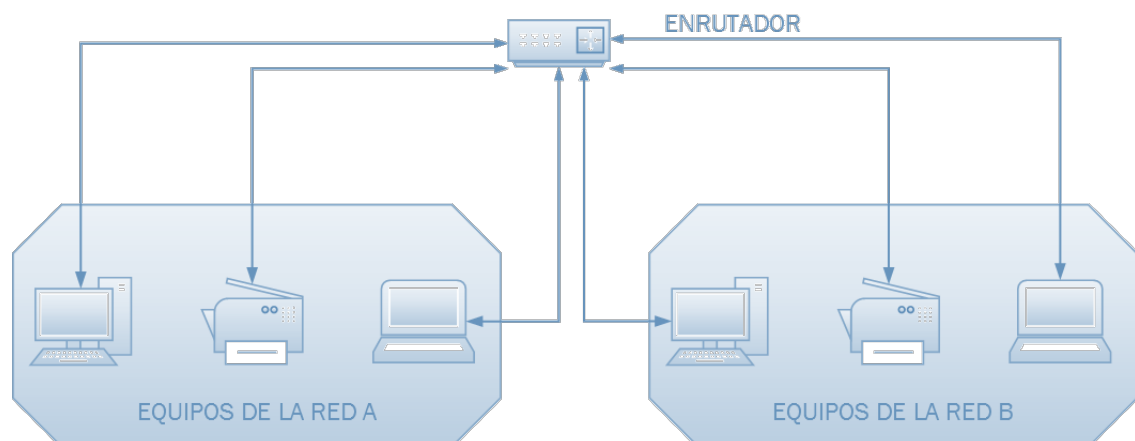 ENRUTADOR
EQUIPOS DE LA RED A
EQUIPOS DE LA RED B